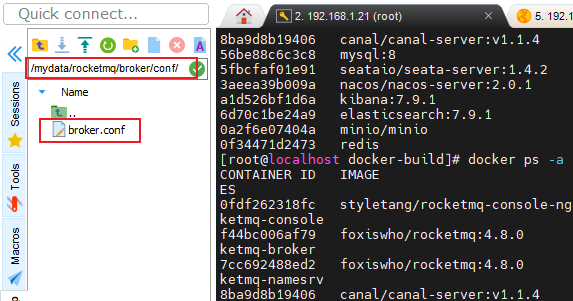 Quick connect...
2. 192.168.1.21 (root)
5. 192.
/mydata/rocketmq/broker/conf/
Name
..
broker.conf
Sessions
Tools
Macros
8ba9d8b19406 canal/canal-server:v1.1.4
56be88c6c3c8 mysql:8
5fbcfaf01e91 seataio/seata-server:1.4.2
3aeea39b009a nacos/nacos-server:2.0.1
a1d526bf1d6a kibana:7.9.1
6d70c1be24a9 elasticsearch:7.9.1
0a2f6e07404a minio/minio
0f34471d2473 redis
[root@localhost docker-build]# docker ps -a
CONTAINER ID IMAGE
ES
0fdf262318fc styletang/rocketmq-console-ng
ketmq-console
f44bc006af79 foxiswho/rocketmq:4.8.0
ketmq-broker
7cc692488ed2 foxiswho/rocketmq:4.8.0
ketmq-namesrv
8ba9d8b19406 canal/canal-server:v1.1.4